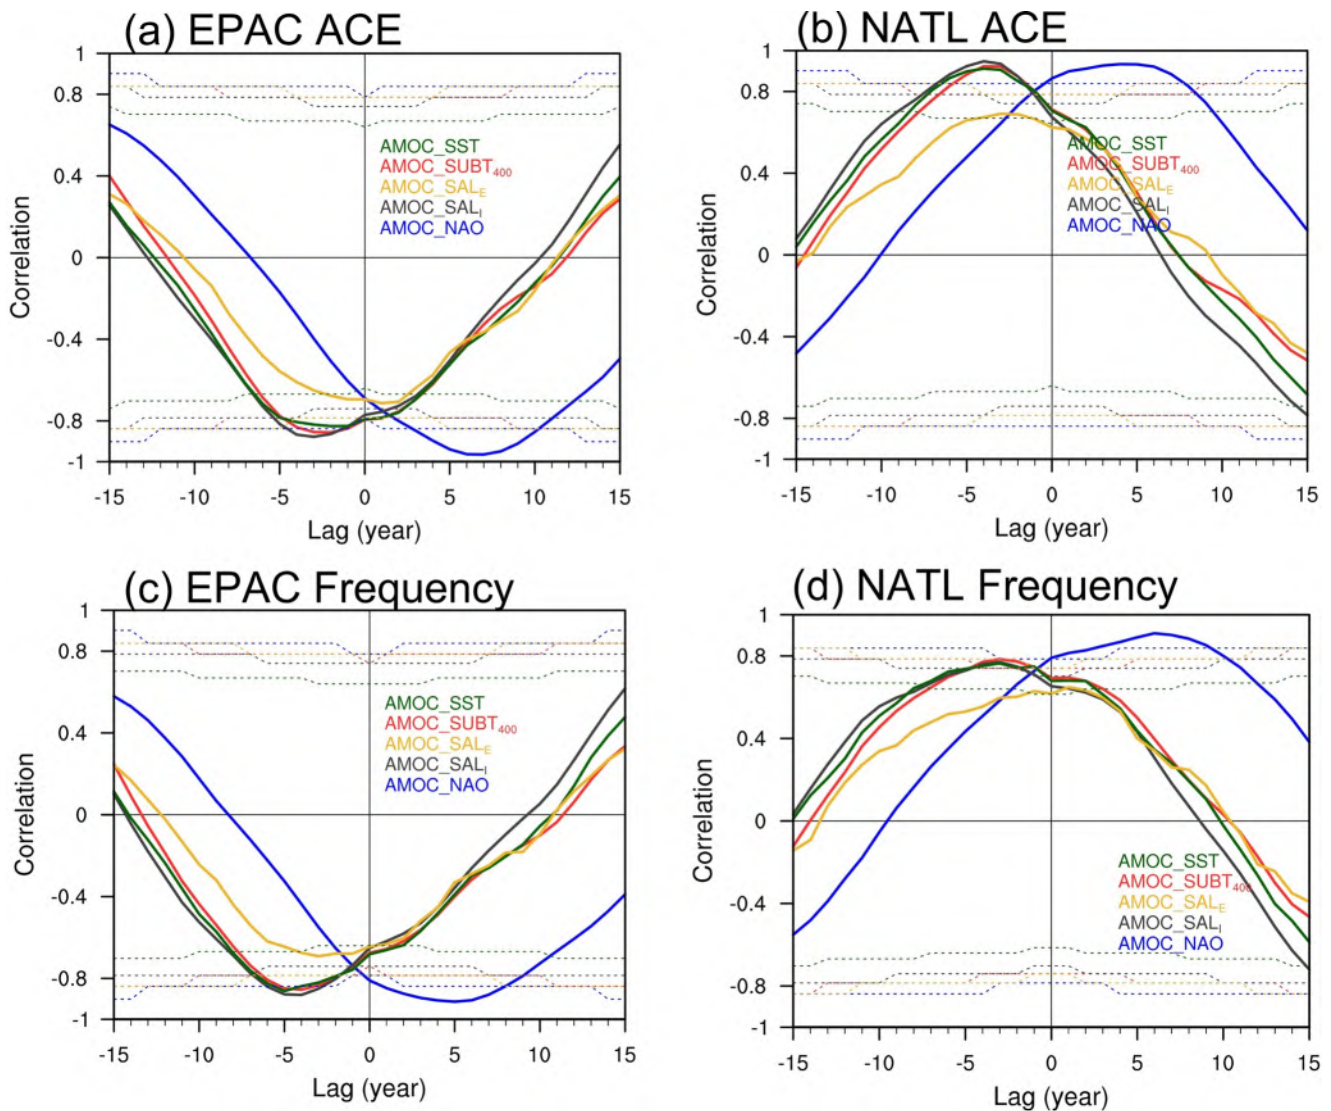 (a) EPAC ACE
1
0.8
0.4
0
-0.4
-0.8
-1
Correlation
AMOC_SST
AMOC_SUBT400
AMOC_SALE
AMOC_SALI
AMOC_NAO
-15 -10 -5 0 5 10 15
Lag (year)
(b) NATL ACE
1
0.8
0.4
0
-0.4
-0.8
-1
Correlation
AMOC_SST
AMOC_SUBT400
AMOC_SALE
AMOC_SALI
AMOC_NAO
-15 -10 -5 0 5 10 15
Lag (year)
(c) EPAC Frequency
1
0.8
0.4
0
-0.4
-0.8
-1
Correlation
AMOC_SST
AMOC_SUBT400
AMOC_SALE
AMOC_SALI
AMOC_NAO
-15 -10 -5 0 5 10 15
Lag (year)
(d) NATL Frequency
1
0.8
0.4
0
-0.4
-0.8
-1
Correlation
AMOC_SST
AMOC_SUBT400
AMOC_SALE
AMOC_SALI
AMOC_NAO
-15 -10 -5 0 5 10 15
Lag (year)